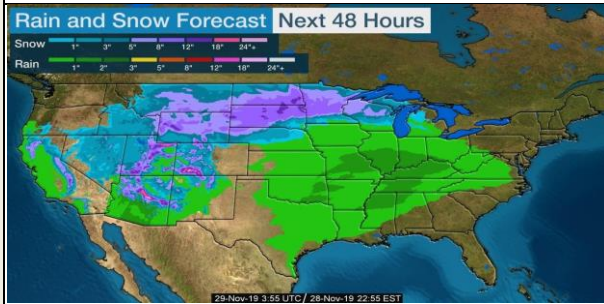 Rain and Snow Forecast Next 48 Hours
Snow
1" 3" 5" 8" 12" 18" 24"+
Rain
1" 2" 3" 5" 8" 12" 18" 24"+
29-Nov-19 3:55 UTC / 28-Nov-19 22:55 EST